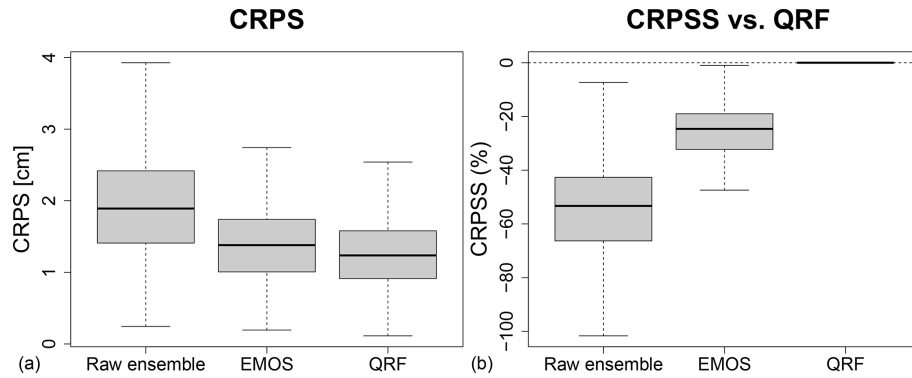 CRPS
CRPS [cm]
4
3
2
1
0
Raw ensemble EMOS QRF
(a)
CRPSS vs. QRF
CRPSS (%)
0
−20
−40
−60
−80
−100
Raw ensemble EMOS QRF
(b)